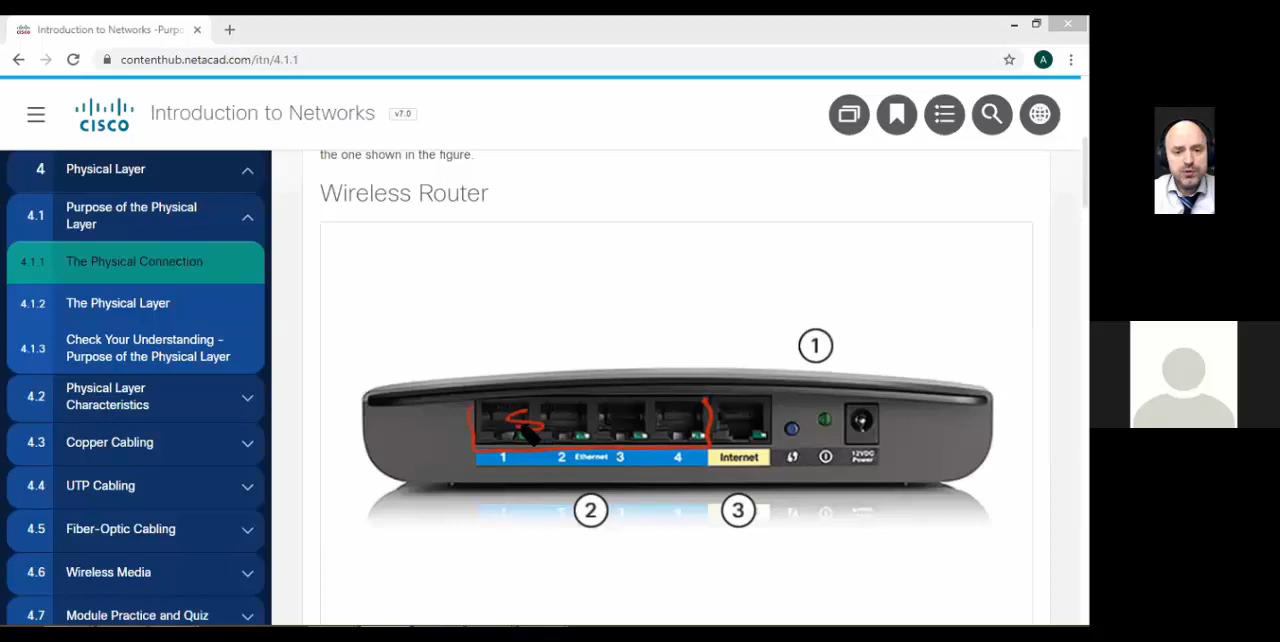 Introduction to Networks -Purp
contenthub.netacad.com/itn/4.1.1
A
CISCO
Introduction to Networks
v7.0
4 Physical Layer
4.1 Purpose of the Physical
Layer
4.1.1 The Physical Connection
4.1.2 The Physical Layer
4.1.3 Check Your Understanding -
Purpose of the Physical Layer
4.2 Physical Layer
Characteristics
4.3 Copper Cabling
4.4 UTP Cabling
4.5 Fiber-Optic Cabling
4.6 Wireless Media
4.7 Module Practice and Quiz
the one shown in the figure.
Wireless Router
1
1 2 Ethernet 3 4 Internet 12VDC
Power
2 3